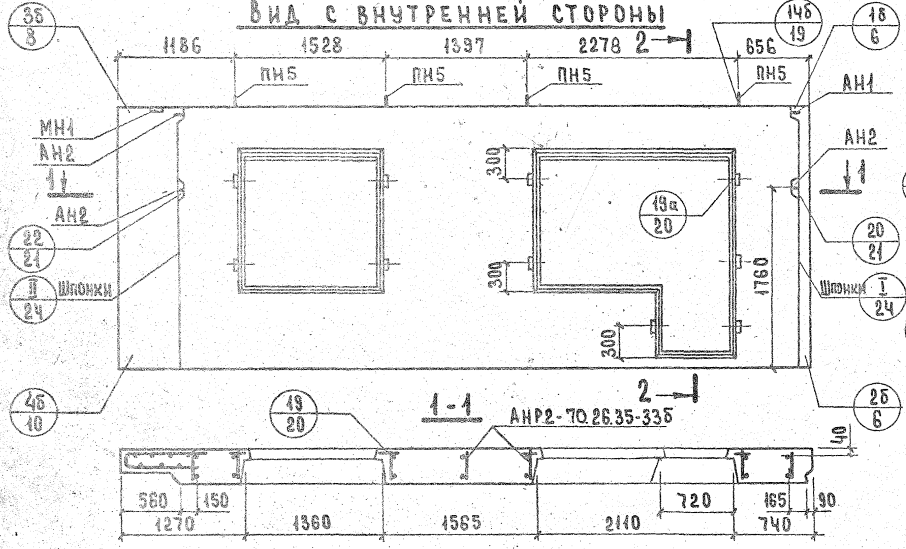 ВИД С ВНУТРЕННЕЙ СТОРОНЫ
3б
8
14б
19
1б
6
1186 1528 1397 2278 656
2
ПН5 ПН5 ПН5 ПН5
АН1
МН1
АН2
АН2
1
1
АН2
300
19а
20
22
21
20
21
II
24
Шпонки
300
1760
Шпонки
I
24
300
2
4б
10
2б
6
1-1
19
20
АНР.2-70.26.35-33б
40
560 150 720 165 90
1270 1360 1565 2110 740